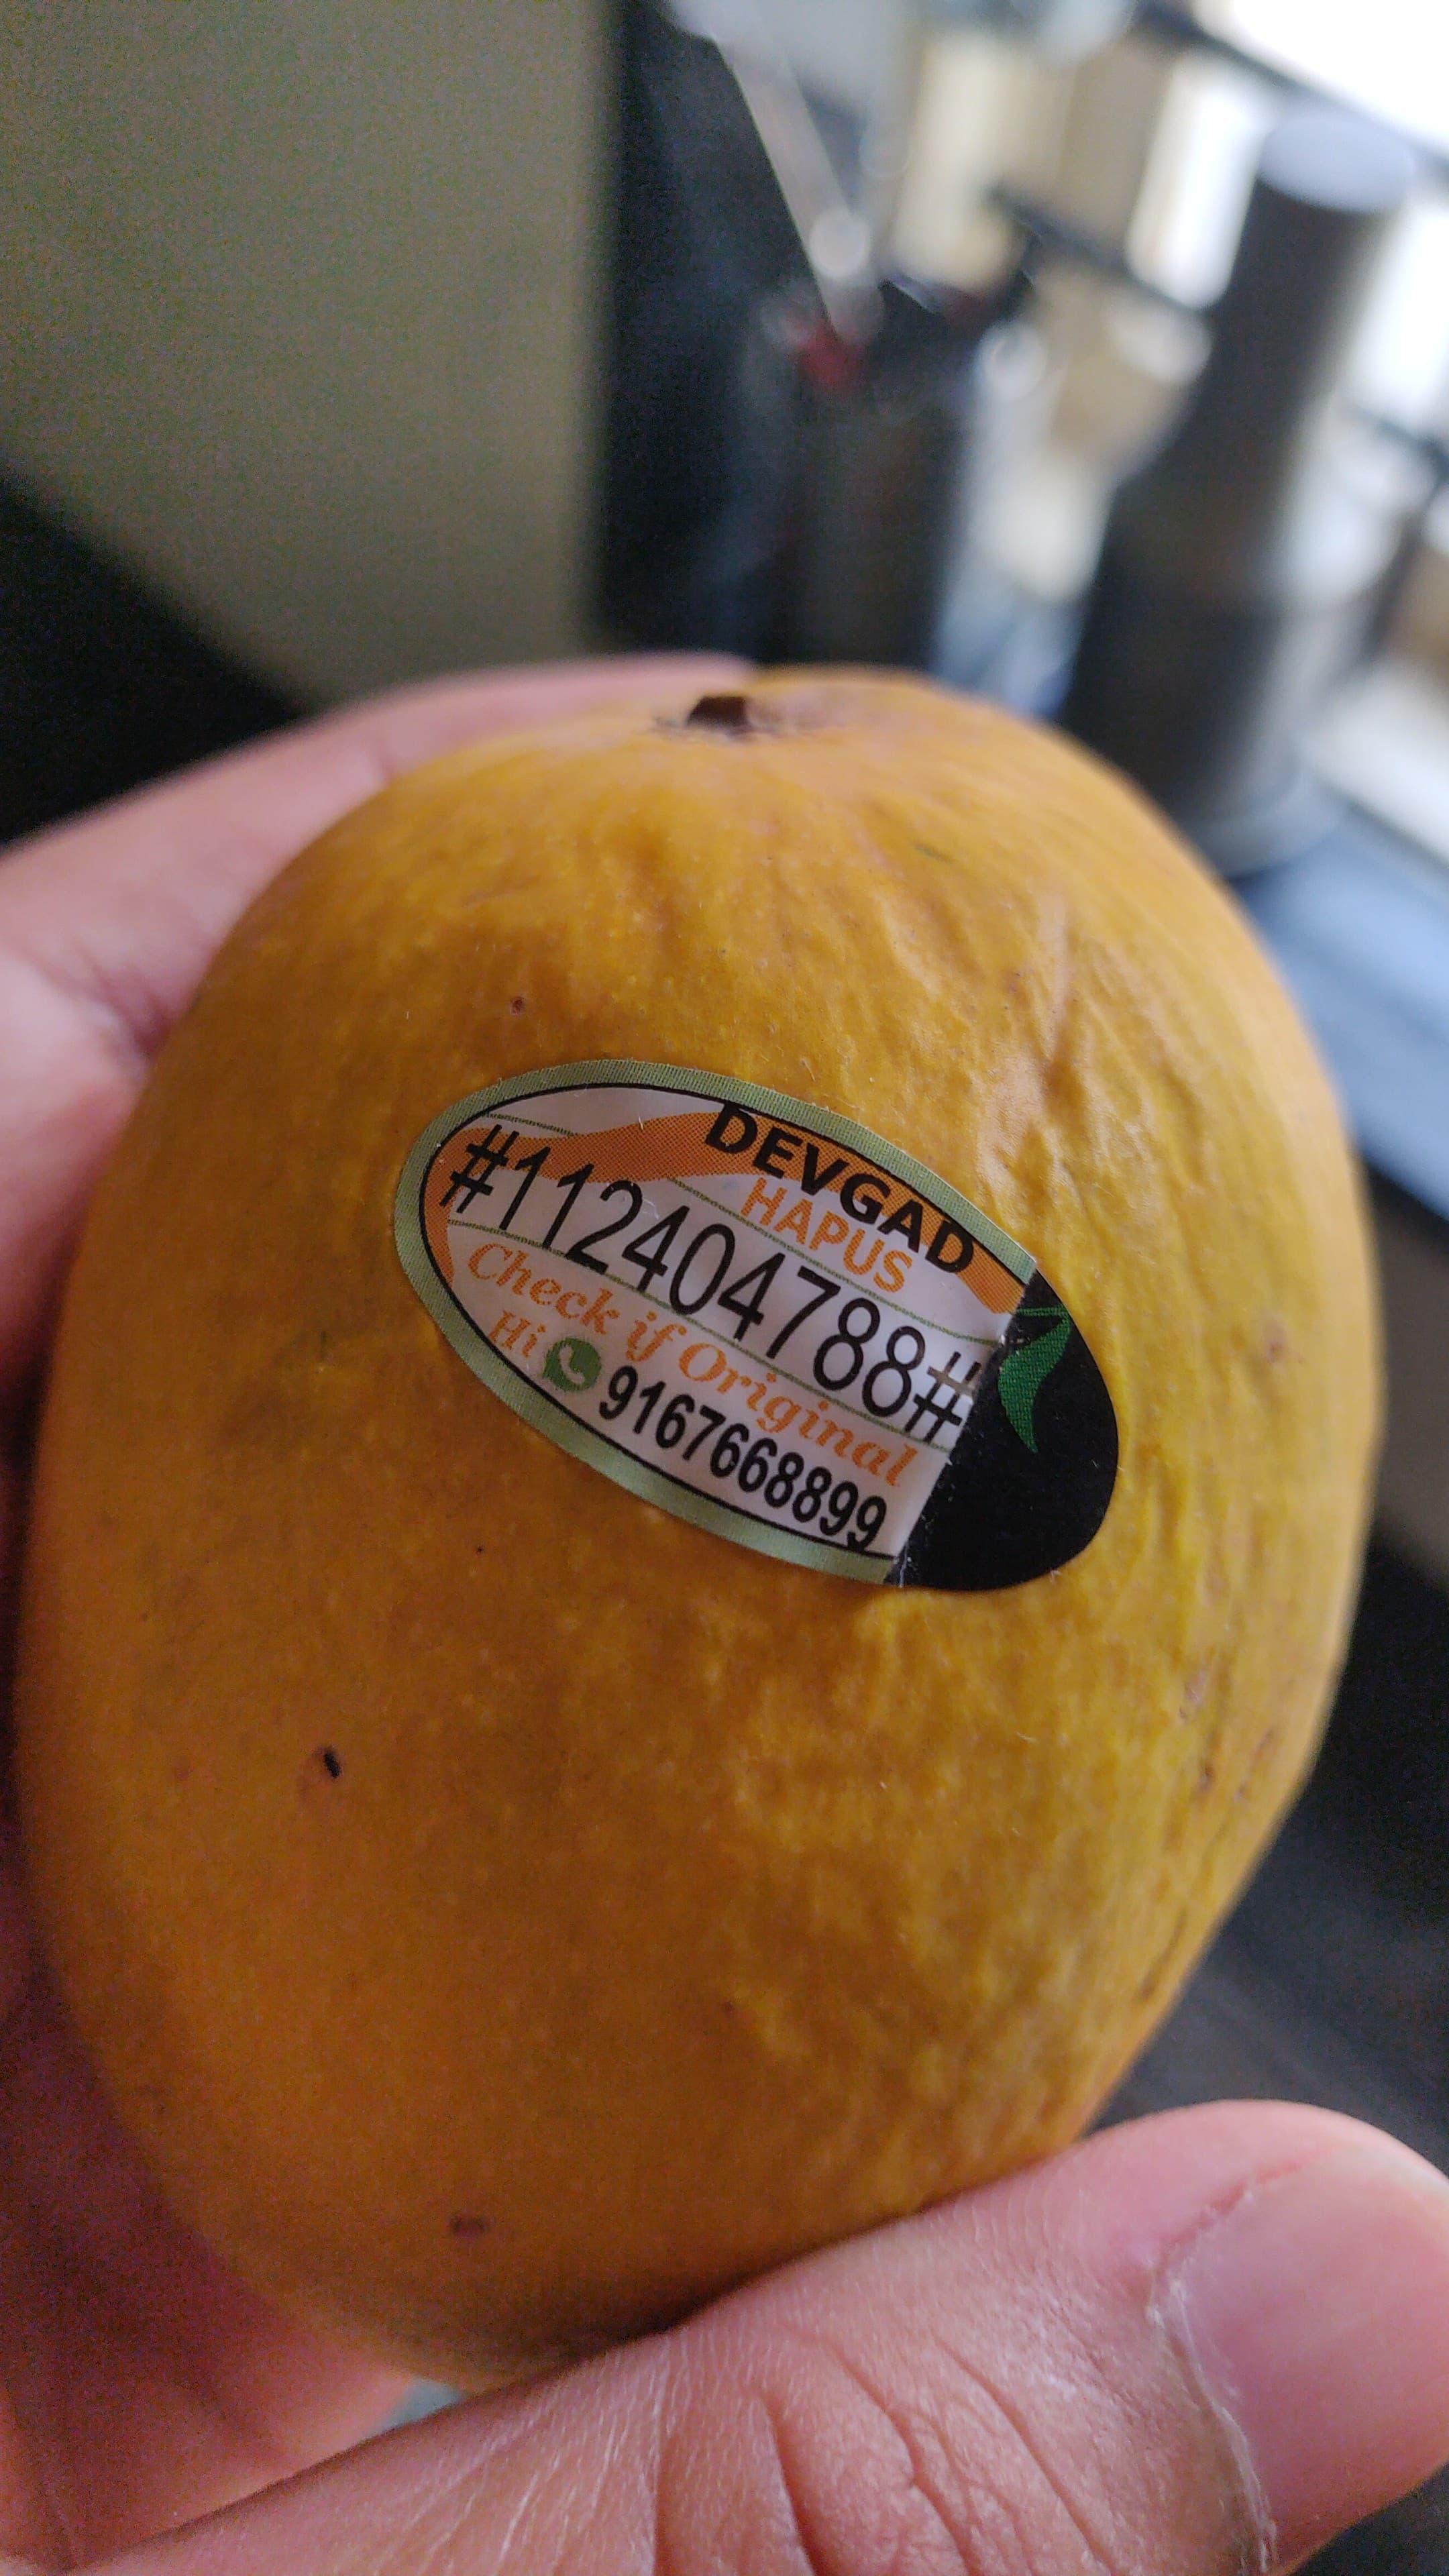 DEVGAD
HAPUS
#112404788#
Check if Original
Hi 9167668899